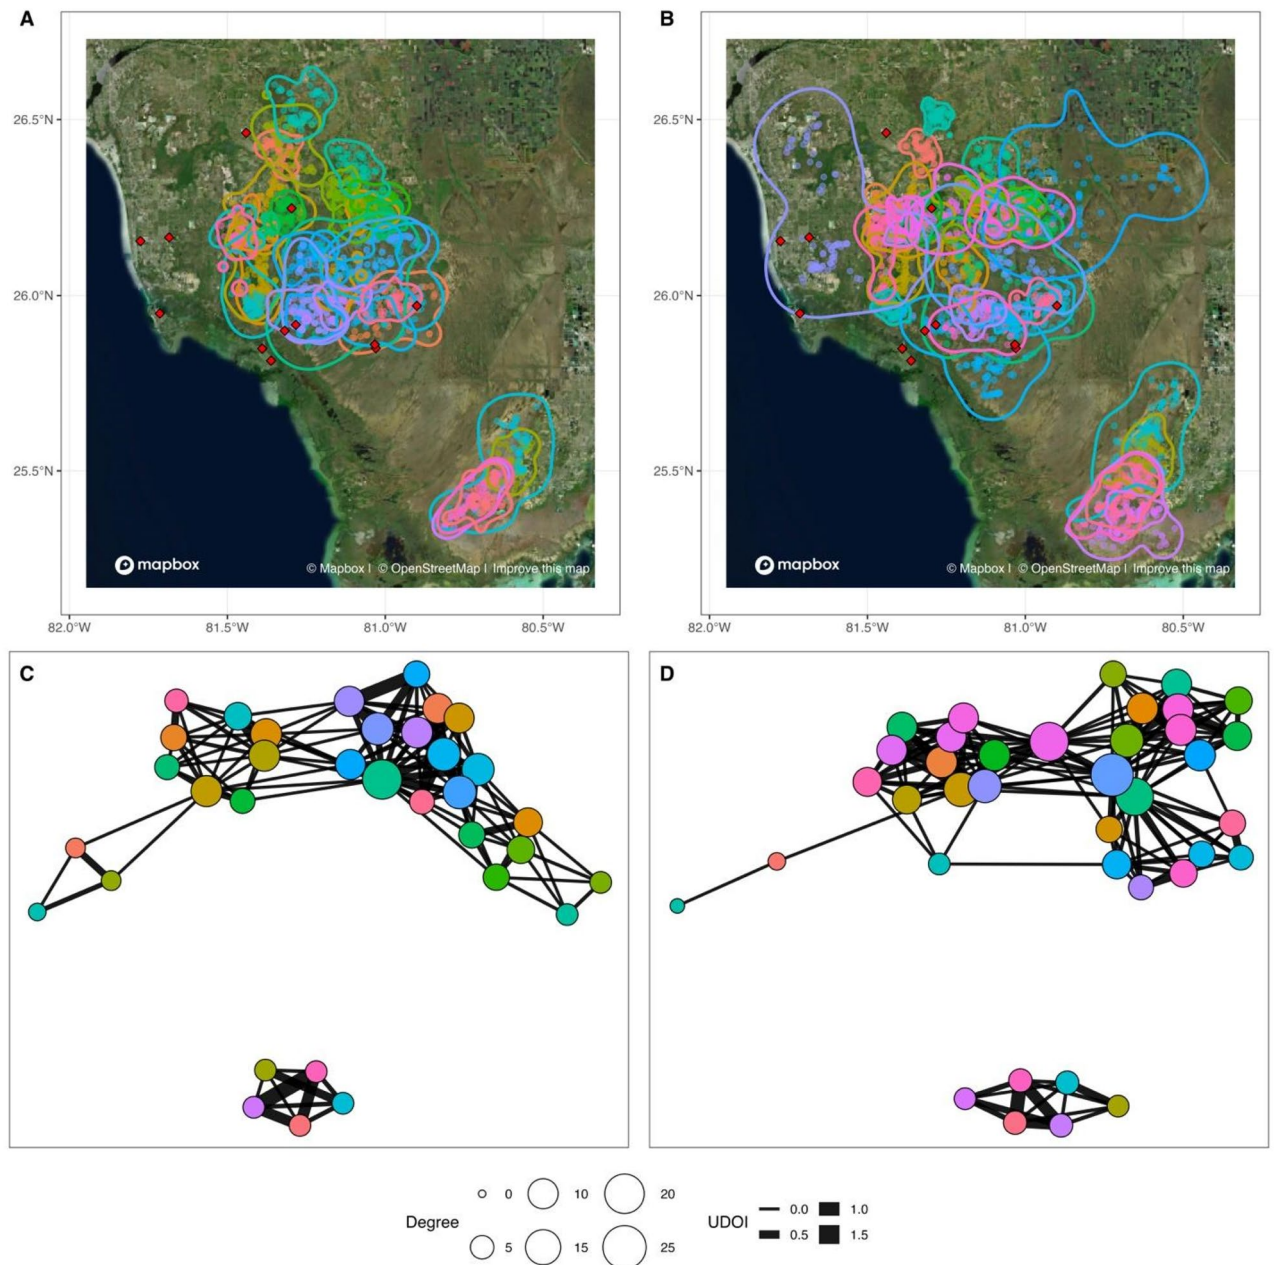 A
B
26.5°N
26.0°N
25.5°N
mapbox
© Mapbox | © OpenStreetMap | Improve this map
82.0°W 81.5°W 81.0°W 80.5°W
26.5°N
26.0°N
25.5°N
mapbox
© Mapbox | © OpenStreetMap | Improve this map
82.0°W 81.5°W 81.0°W 80.5°W
C
D
Degree
0 10 20
5 15 25
UDOI
0.0 1.0
0.5 1.5